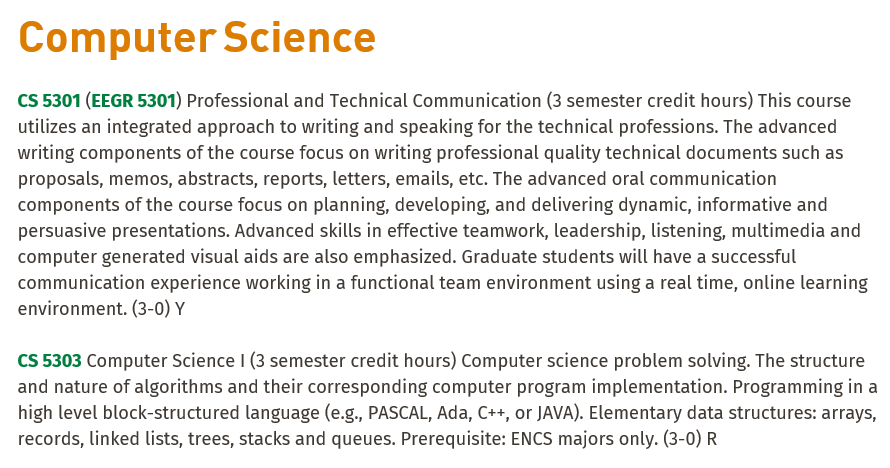 Computer Science
CS 5301 (EEGR 5301) Professional and Technical Communication (3 semester credit hours) This course
utilizes an integrated approach to writing and speaking for the technical professions. The advanced
writing components of the course focus on writing professional quality technical documents such as
proposals, memos, abstracts, reports, letters, emails, etc. The advanced oral communication
components of the course focus on planning, developing, and delivering dynamic, informative and
persuasive presentations. Advanced skills in effective teamwork, leadership, listening, multimedia and
computer generated visual aids are also emphasized. Graduate students will have a successful
communication experience working in a functional team environment using a real time, online learning
environment. (3-0) Y
CS 5303 Computer Science I (3 semester credit hours) Computer science problem solving. The structure
and nature of algorithms and their corresponding computer program implementation. Programming in a
high level block-structured language (e.g., PASCAL, Ada, C++, or JAVA). Elementary data structures: arrays,
records, linked lists, trees, stacks and queues. Prerequisite: ENCS majors only. (3-0) R